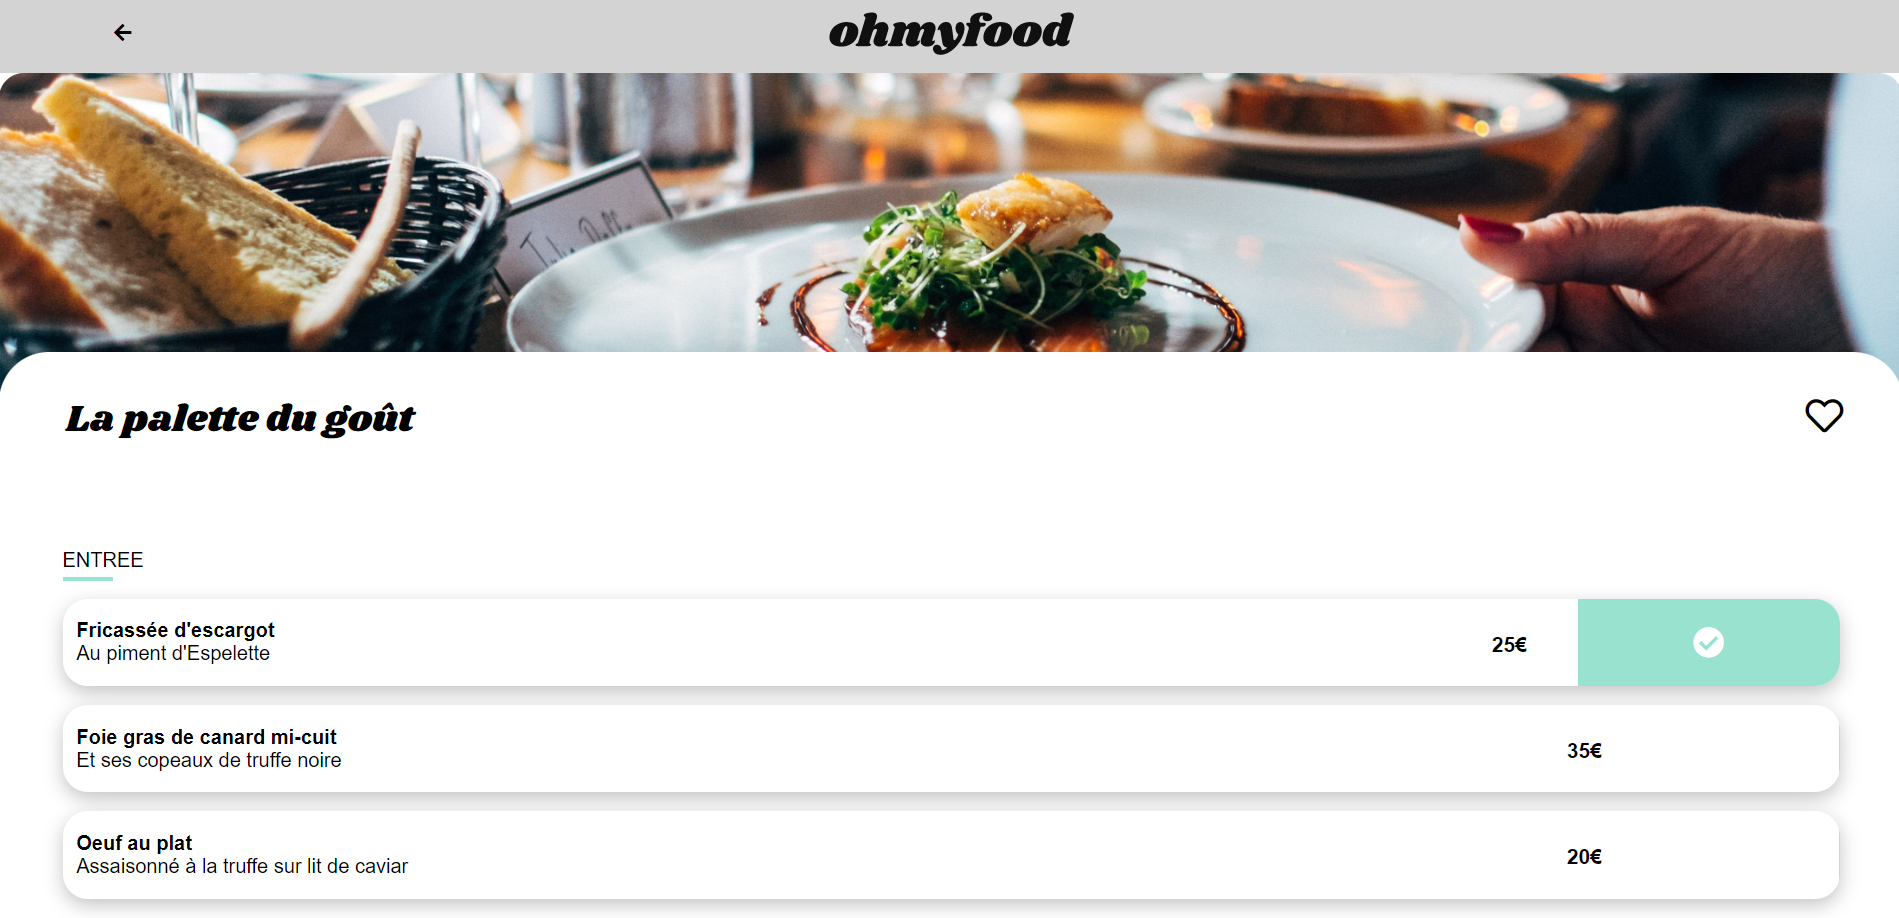 ohmyfood
La palette du goût
ENTREE
Fricassée d'escargot
Au piment d'Espelette
25€
Foie gras de canard mi-cuit
Et ses copeaux de truffe noire
35€
Oeuf au plat
Assaisonné à la truffe sur lit de caviar
20€